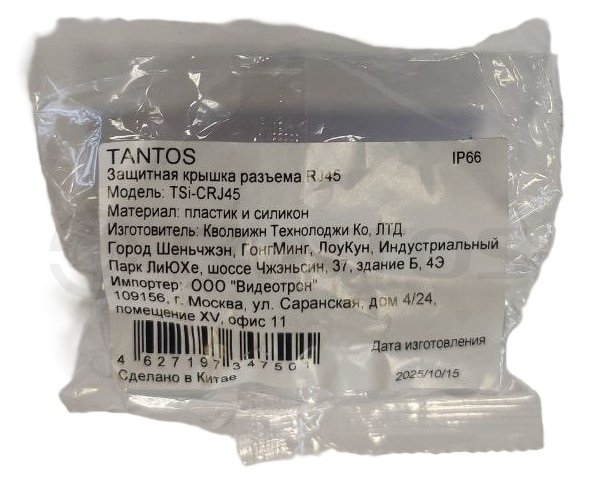 TANTOS IP66
Защитная крышка разъема RJ45
Модель: TSi-CRJ45
Материал: пластик и силикон
Изготовитель: Кволвижн Технолоджи Ко, ЛТД.
Город Шеньчжэн, ГонгМинг, ЛоуКун, Индустриальный
Парк ЛиЮХе, шоссе Чжэньсин, 37, здание Б, 4Э
Импортер: ООО "Видеотрон"
109156, г. Москва, ул. Саранская, дом 4/24,
помещение XV, офис 11
4 627197 347501
Дата изготовления
Сделано в Китае
2025/10/15